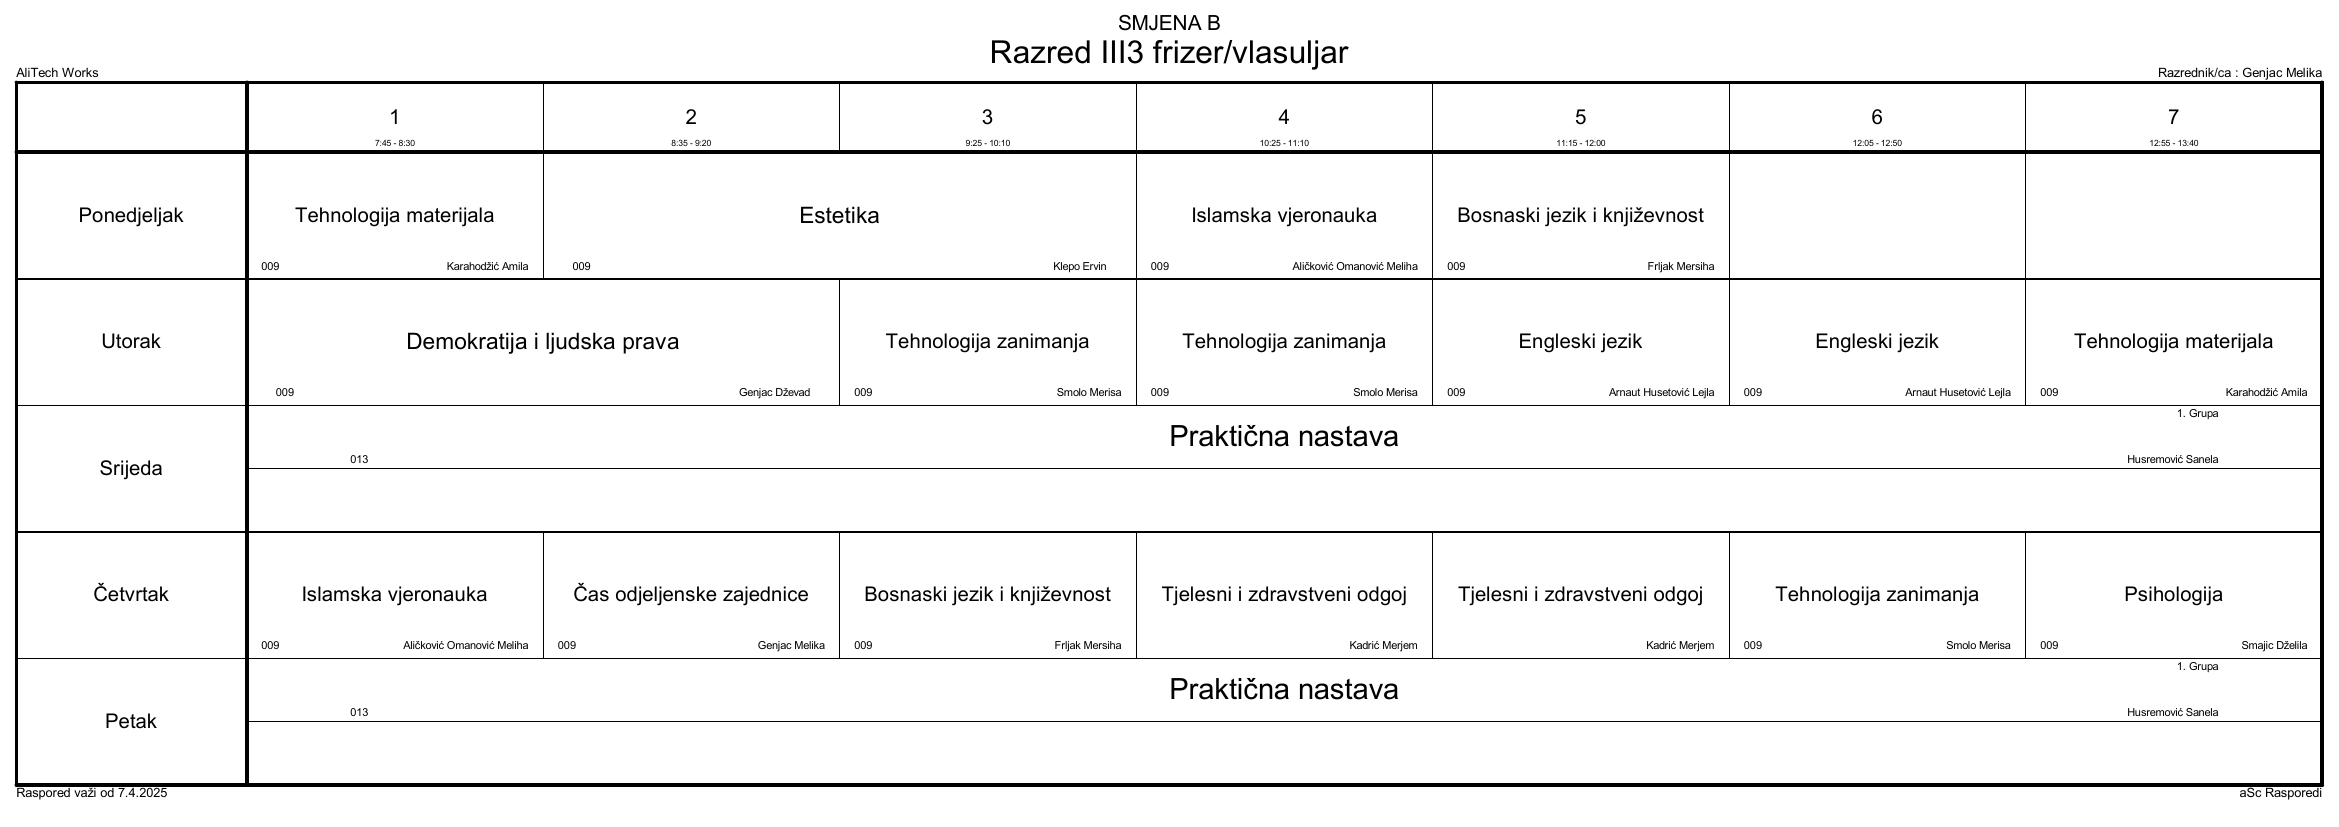 SMJENA B
Razred III3 frizer/vlasuljar
AliTech Works
Razrednik/ca : Genjac Melika
1 2 3 4 5 6 7
7:45 - 8:30 8:35 - 9:20 9:25 - 10:10 10:25 - 11:10 11:15 - 12:00 12:05 - 12:50 12:55 - 13:40
Ponedjeljak Tehnologija materijala Estetika Islamska vjeronauka Bosnaski jezik i književnost
009 Karahodžić Amila 009 Klepo Ervin 009 Aličković Omanović Meliha 009 Frljak Mersiha
Utorak Demokratija i ljudska prava Tehnologija zanimanja Tehnologija zanimanja Engleski jezik Engleski jezik Tehnologija materijala
009 Genjac Dževad 009 Smolo Merisa 009 Smolo Merisa 009 Arnaut Husetović Lejla 009 Arnaut Husetović Lejla 009 Karahodžić Amila
1. Grupa
Praktična nastava
013 Husremović Sanela
Srijeda
Četvrtak Islamska vjeronauka Čas odjeljenske zajednice Bosnaski jezik i književnost Tjelesni i zdravstveni odgoj Tjelesni i zdravstveni odgoj Tehnologija zanimanja Psihologija
009 Aličković Omanović Meliha 009 Genjac Melika 009 Frljak Mersiha Kadrić Merjem Kadrić Merjem 009 Smolo Merisa 009 Smajic Dželila
1. Grupa
Praktična nastava
013 Husremović Sanela
Petak
Raspored važi od 7.4.2025
aSc Rasporedi